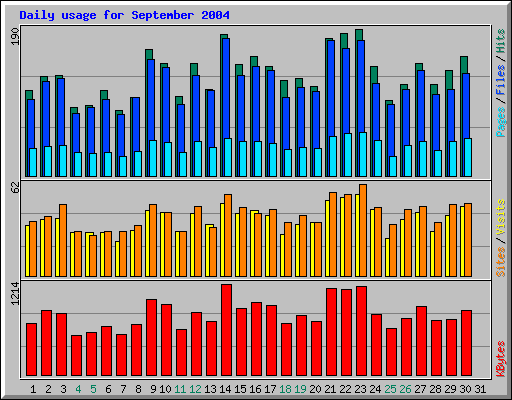 Daily usage for September 2004
190
Pages / Files / Hits
62
Sites / Visits
1214
KBytes
1 2 3 4 5 6 7 8 9 10 11 12 13 14 15 16 17 18 19 20 21 22 23 24 25 26 27 28 29 30 31